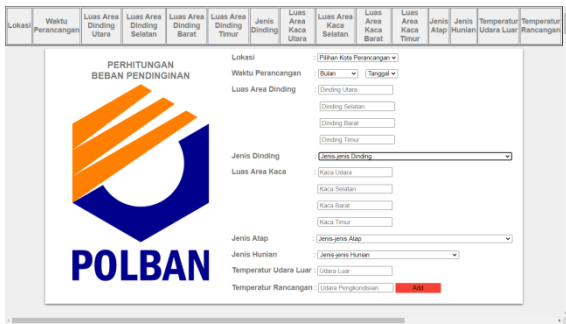 Lokasi Waktu Perancangan Luas Area Dinding Utara Luas Area Dinding Selatan Luas Area Dinding Barat Luas Area Dinding Timur Jenis Dinding Luas Area Kaca Utara Luas Area Kaca Selatan Luas Area Kaca Barat Luas Area Kaca Timur Jenis Atap Jenis Hunian Temperatur Udara Luar Temperatur Rancangan
PERHITUNGAN
BEBAN PENDINGINAN
POLBAN
Lokasi : Pilihan Kota Perancangan
Waktu Perancangan : Bulan Tanggal
Luas Area Dinding : Dinding Utara
Dinding Selatan
Dinding Barat
Dinding Timur
Jenis Dinding : Jenis-jenis Dinding
Luas Area Kaca : Kaca Udara
Kaca Selatan
Kaca Barat
Kaca Timur
Jenis Atap : Jenis-jenis Atap
Jenis Hunian : Jenis-jenis Hunian
Temperatur Udara Luar : Udara Luar
Temperatur Rancangan : Udara Pengkondisian Add